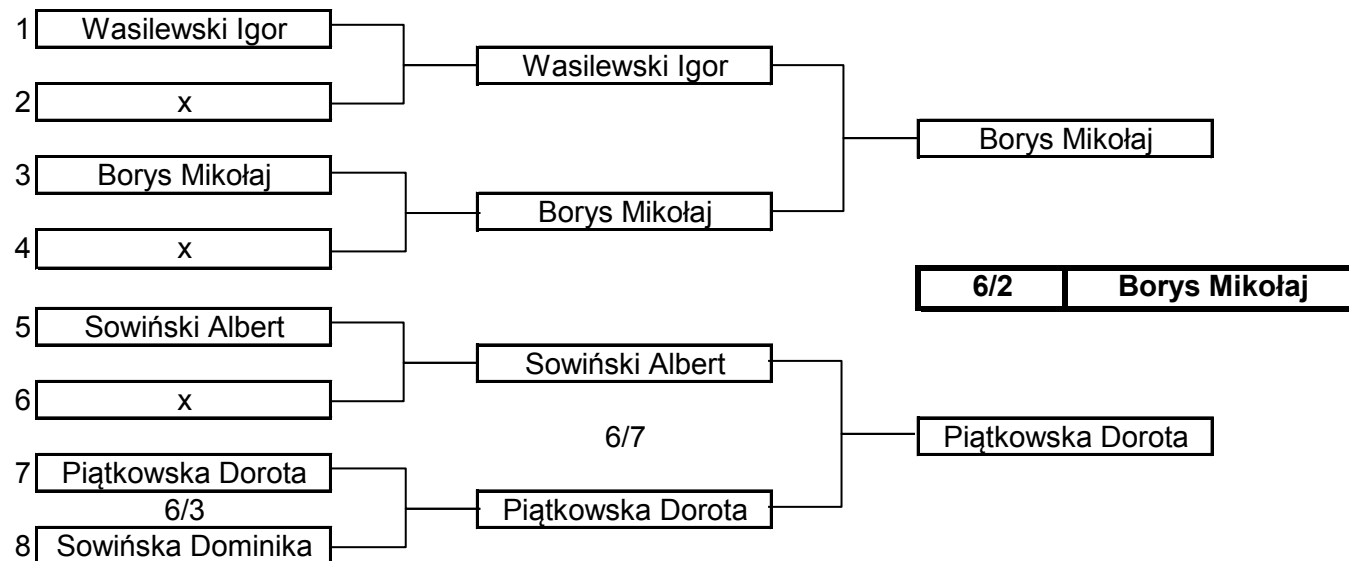 1 Wasilewski Igor
Wasilewski Igor
2 x
Borys Mikołaj
3 Borys Mikołaj
Borys Mikołaj
4 x
6/2 Borys Mikołaj
5 Sowiński Albert
Sowiński Albert
6 x
6/7 Piątkowska Dorota
7 Piątkowska Dorota
6/3 Piątkowska Dorota
8 Sowińska Dominika